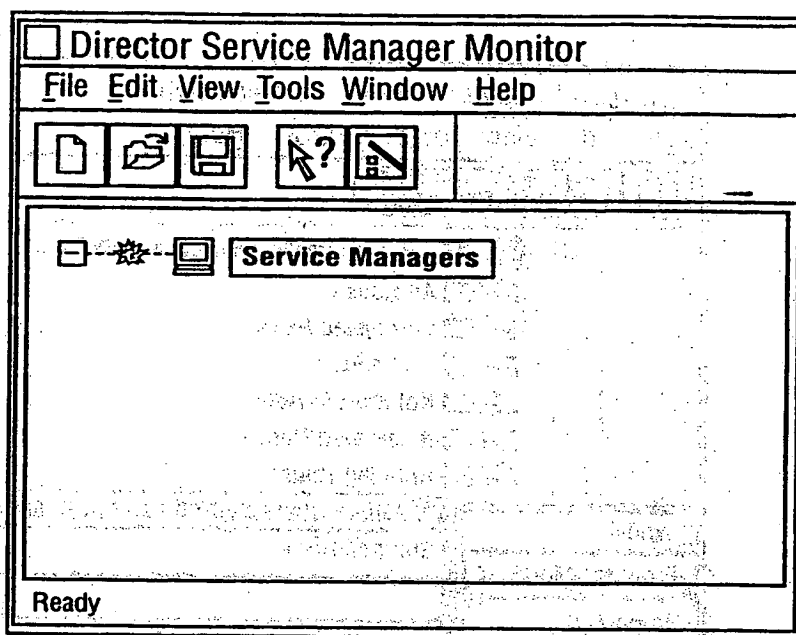 Director Service Manager Monitor
File Edit View Tools Window Help
?
Service Managers
Ready